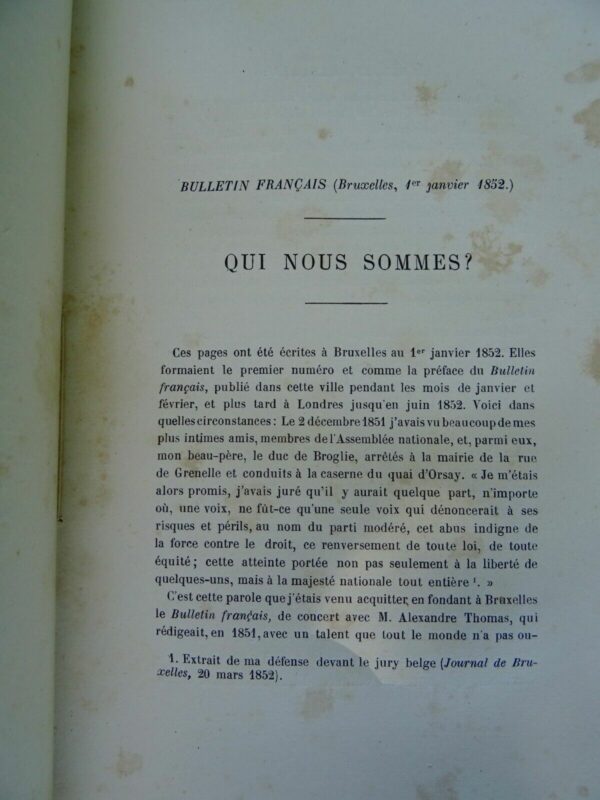 BULLETIN FRANÇAIS (Bruxelles, 1er janvier 1852.)
QUI NOUS SOMMES?
Ces pages ont été écrites à Bruxelles au 1er janvier 1852. Elles
formaient le premier numéro et comme la préface du Bulletin
français, publié dans cette ville pendant les mois de janvier et
février, et plus tard à Londres jusqu'en juin 1852. Voici dans
quelles circonstances: Le 2 décembre 1851 j'avais vu beaucoup de mes
plus intimes amis, membres de l'Assemblée nationale, et, parmi eux,
mon beau-père, le duc de Broglie, arrêtés à la mairie de la rue
de Grenelle et conduits à la caserne du quai d'Orsay. « Je m'étais
alors promis, j'avais juré qu'il y aurait quelque part, n'importe
où, une voix, ne fût-ce qu'une seule voix qui dénoncerait à ses
risques et périls, au nom du parti modéré, cet abus indigne de
la force contre le droit, ce renversement de toute loi, de toute
équité; cette atteinte portée non pas seulement à la liberté de
quelques-uns, mais à la majesté nationale tout entière 1. »
C'est cette parole que j'étais venu acquitter, en fondant à Bruxelles
le Bulletin français, de concert avec M. Alexandre Thomas, qui
rédigeait, en 1851, avec un talent que tout le monde n'a pas ou-
1. Extrait de ma défense devant le jury belge (Journal de Bru-
xelles, 20 mars 1852).